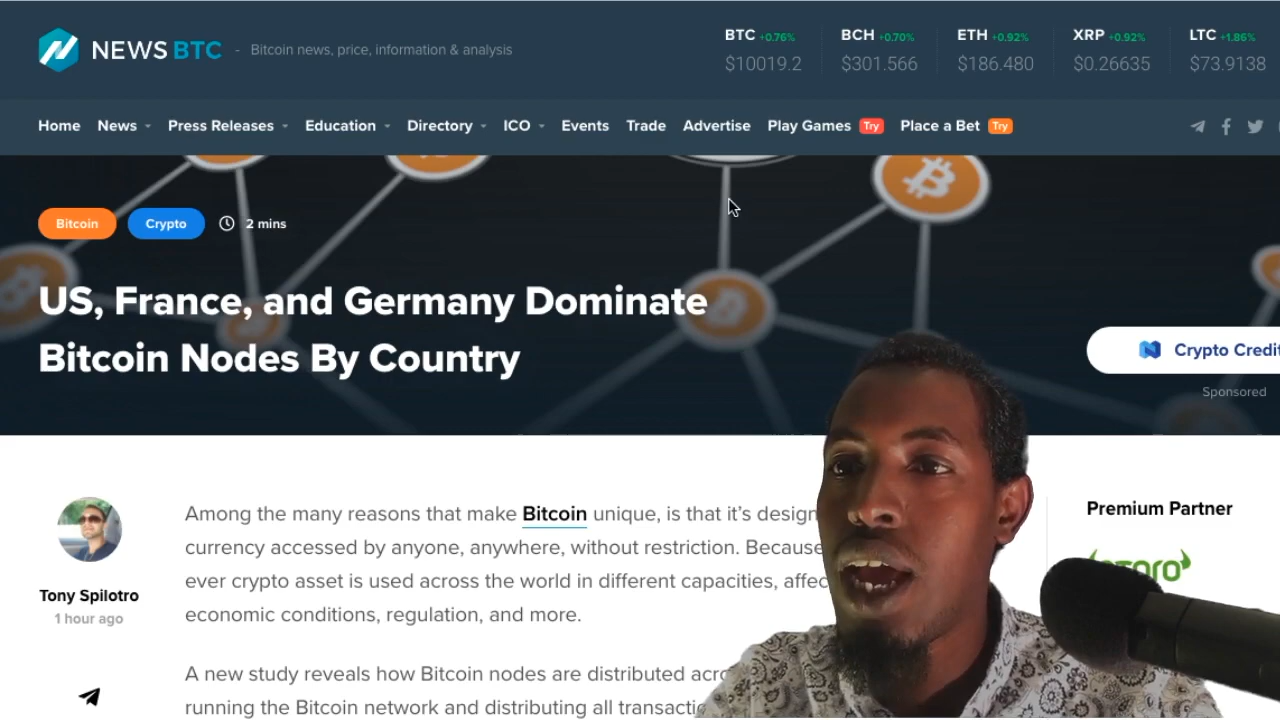 NEWS BTC - Bitcoin news, price, information & analysis
BTC +0.76% BCH +0.70% ETH +0.92% XRP +0.92% LTC +1.86%
$10019.2 $301.566 $186.480 $0.26635 $73.9138
Home News Press Releases Education Directory ICO Events Trade Advertise Play Games Try Place a Bet Try
Bitcoin Crypto 2 mins
US, France, and Germany Dominate
Bitcoin Nodes By Country
Crypto Credit
Sponsored
Among the many reasons that make Bitcoin unique, is that it's design
currency accessed by anyone, anywhere, without restriction. Because
ever crypto asset is used across the world in different capacities, affec
economic conditions, regulation, and more.
A new study reveals how Bitcoin nodes are distributed acro
running the Bitcoin network and distributing all transactio
Tony Spilotro
1 hour ago
Premium Partner